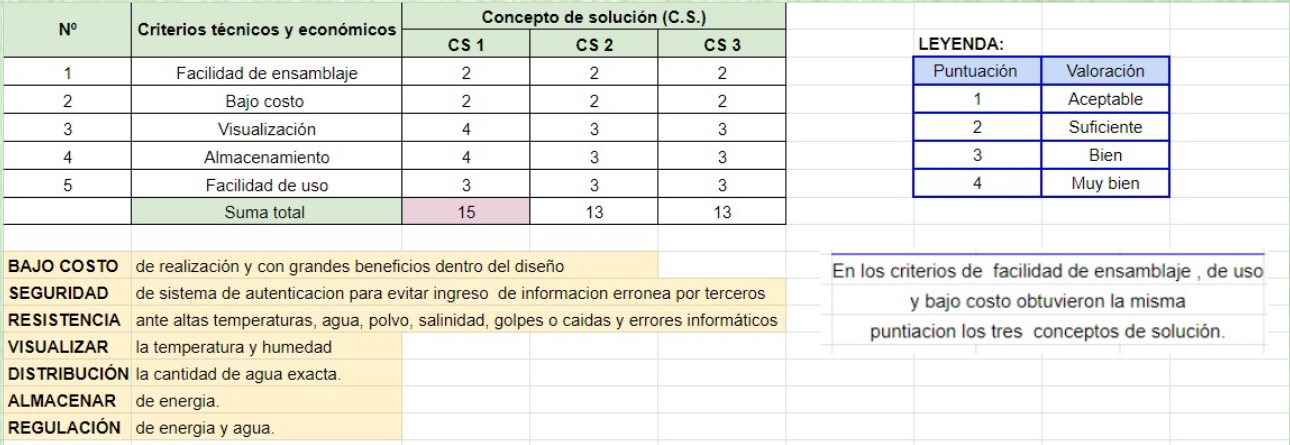 Nº Criterios técnicos y económicos Concepto de solución (C.S.)
CS 1 CS 2 CS 3
1 Facilidad de ensamblaje 2 2 2
2 Bajo costo 2 2 2
3 Visualización 4 3 3
4 Almacenamiento 4 3 3
5 Facilidad de uso 3 3 3
Suma total 15 13 13
LEYENDA:
Puntuación Valoración
1 Aceptable
2 Suficiente
3 Bien
4 Muy bien
BAJO COSTO de realización y con grandes beneficios dentro del diseño
SEGURIDAD de sistema de autenticacion para evitar ingreso de informacion erronea por terceros
RESISTENCIA ante altas temperaturas, agua, polvo, salinidad, golpes o caidas y errores informáticos
VISUALIZAR la temperatura y humedad
DISTRIBUCIÓN la cantidad de agua exacta.
ALMACENAR de energia.
REGULACIÓN de energia y agua.
En los criterios de facilidad de ensamblaje , de uso
y bajo costo obtuvieron la misma
puntiacion los tres conceptos de solución.